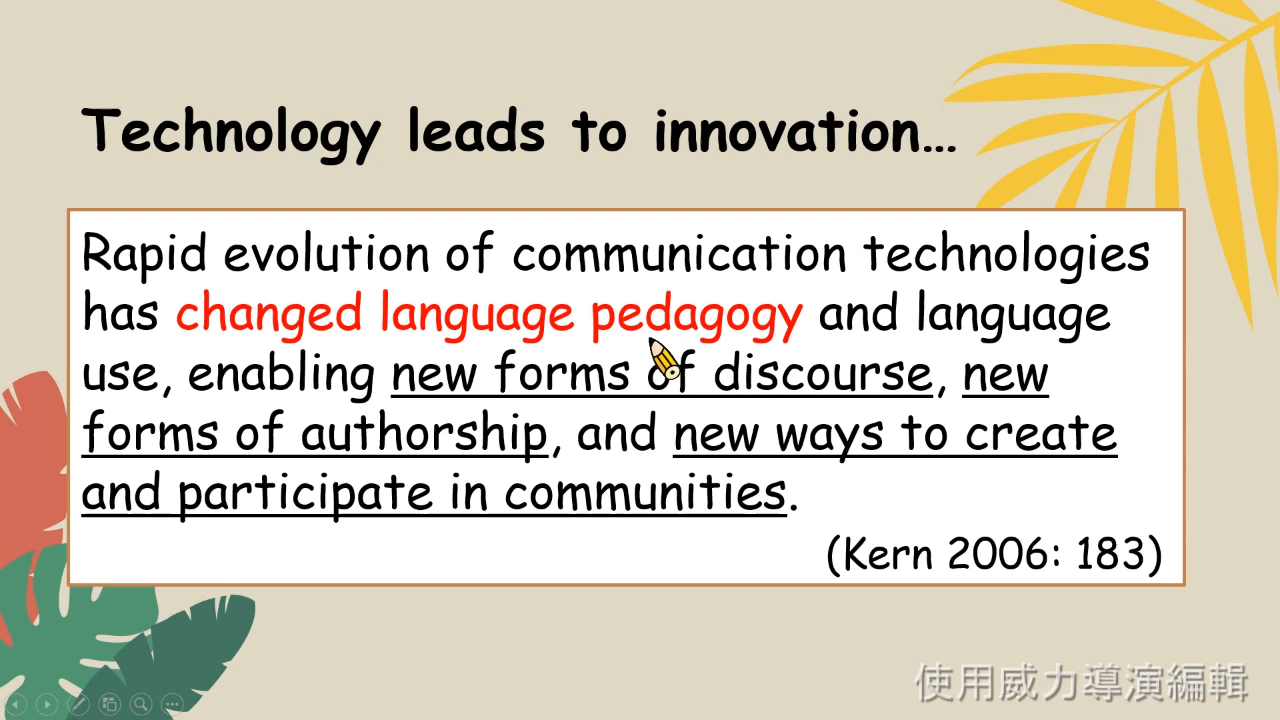 Technology leads to innovation…
Rapid evolution of communication technologies
has changed language pedagogy and language
use, enabling new forms of discourse, new
forms of authorship, and new ways to create
and participate in communities.
(Kern 2006: 183)
使用威力導演編輯